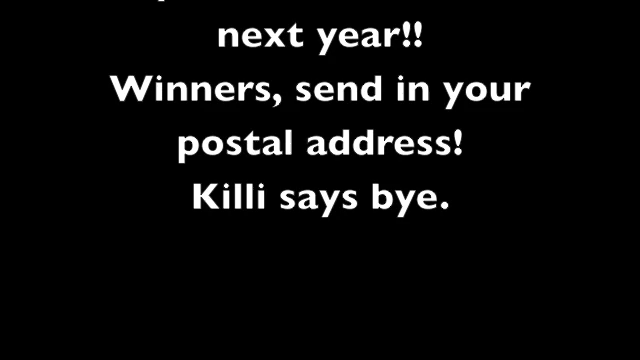 next year!!
Winners, send in your
postal address!
Killi says bye.